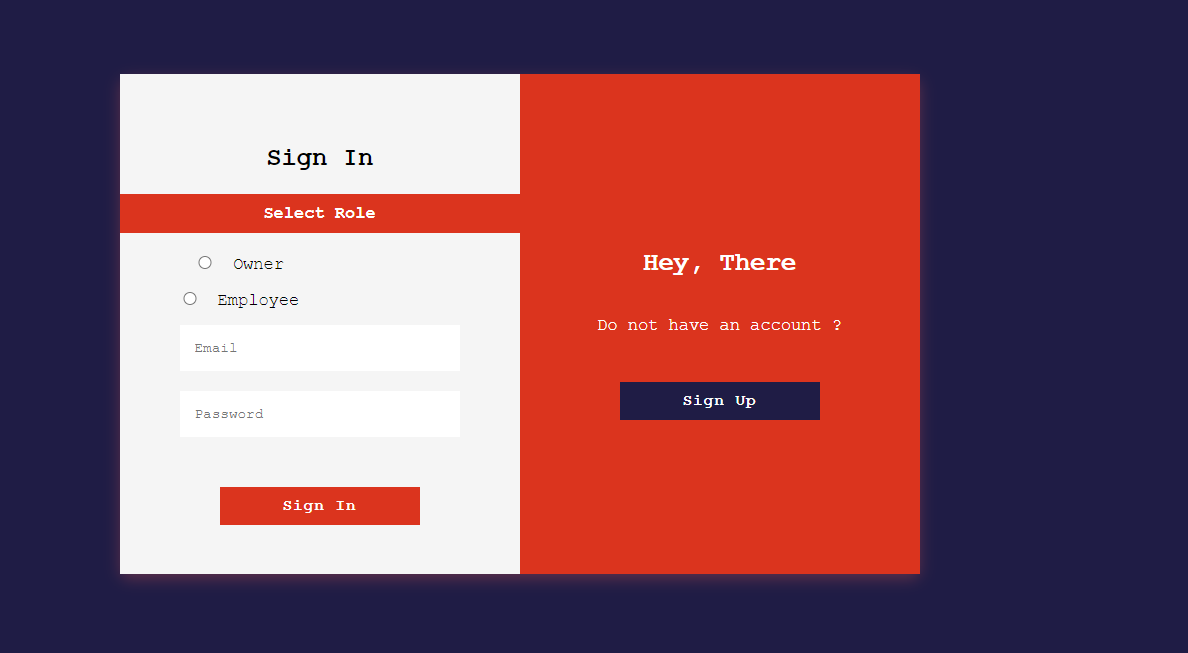 Sign In
Select Role
Owner
Employee
Email
Password
Sign In
Hey, There
Do not have an account ?
Sign Up